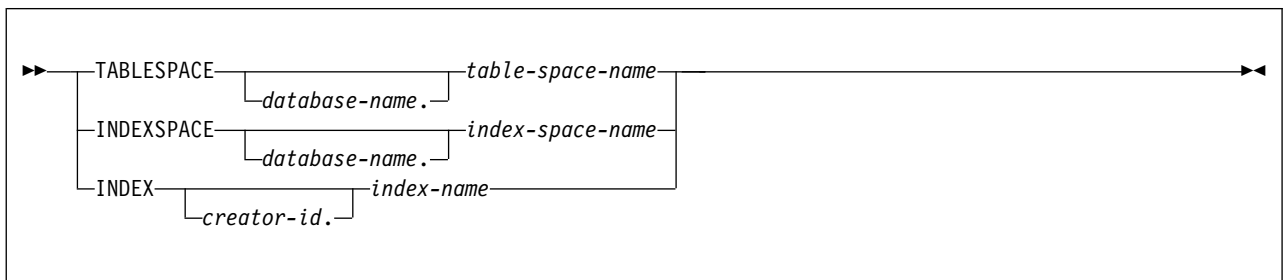 TABLESPACE table-space-name
database-name.
INDEXSPACE index-space-name
database-name.
INDEX index-name
creator-id.